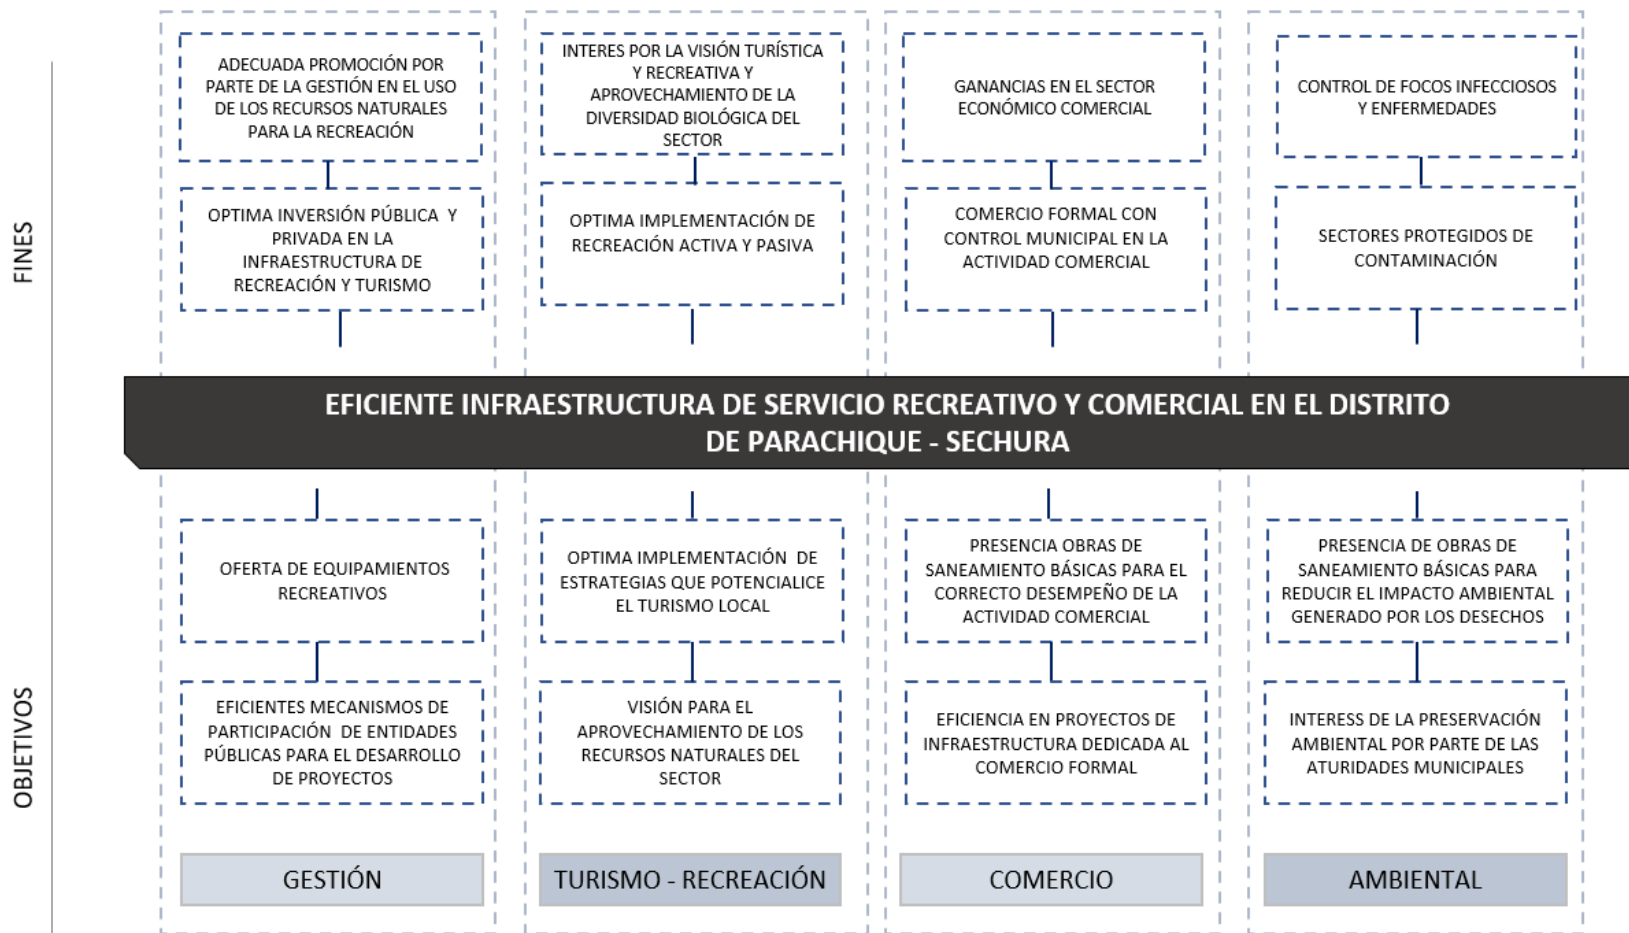 FINES
ADECUADA PROMOCIÓN POR
PARTE DE LA GESTIÓN EN EL USO
DE LOS RECURSOS NATURALES
PARA LA RECREACIÓN
INTERES POR LA VISIÓN TURÍSTICA
Y RECREATIVA Y
APROVECHAMIENTO DE LA
DIVERSIDAD BIOLÓGICA DEL
SECTOR
GANANCIAS EN EL SECTOR
ECONÓMICO COMERCIAL
CONTROL DE FOCOS INFECCIOSOS
Y ENFERMEDADES
OPTIMA INVERSIÓN PÚBLICA Y
PRIVADA EN LA
INFRAESTRUCTURA DE
RECREACIÓN Y TURISMO
OPTIMA IMPLEMENTACIÓN DE
RECREACIÓN ACTIVA Y PASIVA
COMERCIO FORMAL CON
CONTROL MUNICIPAL EN LA
ACTIVIDAD COMERCIAL
SECTORES PROTEGIDOS DE
CONTAMINACIÓN
EFICIENTE INFRAESTRUCTURA DE SERVICIO RECREATIVO Y COMERCIAL EN EL DISTRITO
DE PARACHIQUE - SECHURA
OBJETIVOS
OFERTA DE EQUIPAMIENTOS
RECREATIVOS
OPTIMA IMPLEMENTACIÓN DE
ESTRATEGIAS QUE POTENCIALICE
EL TURISMO LOCAL
PRESENCIA OBRAS DE
SANEAMIENTO BÁSICAS PARA EL
CORRECTO DESEMPEÑO DE LA
ACTIVIDAD COMERCIAL
PRESENCIA DE OBRAS DE
SANEAMIENTO BÁSICAS PARA
REDUCIR EL IMPACTO AMBIENTAL
GENERADO POR LOS DESECHOS
EFICIENTES MECANISMOS DE
PARTICIPACIÓN DE ENTIDADES
PÚBLICAS PARA EL DESARROLLO
DE PROYECTOS
VISIÓN PARA EL
APROVECHAMIENTO DE LOS
RECURSOS NATURALES DEL
SECTOR
EFICIENCIA EN PROYECTOS DE
INFRAESTRUCTURA DEDICADA AL
COMERCIO FORMAL
INTERESS DE LA PRESERVACIÓN
AMBIENTAL POR PARTE DE LAS
ATURIDADES MUNICIPALES
GESTIÓN
TURISMO - RECREACIÓN
COMERCIO
AMBIENTAL